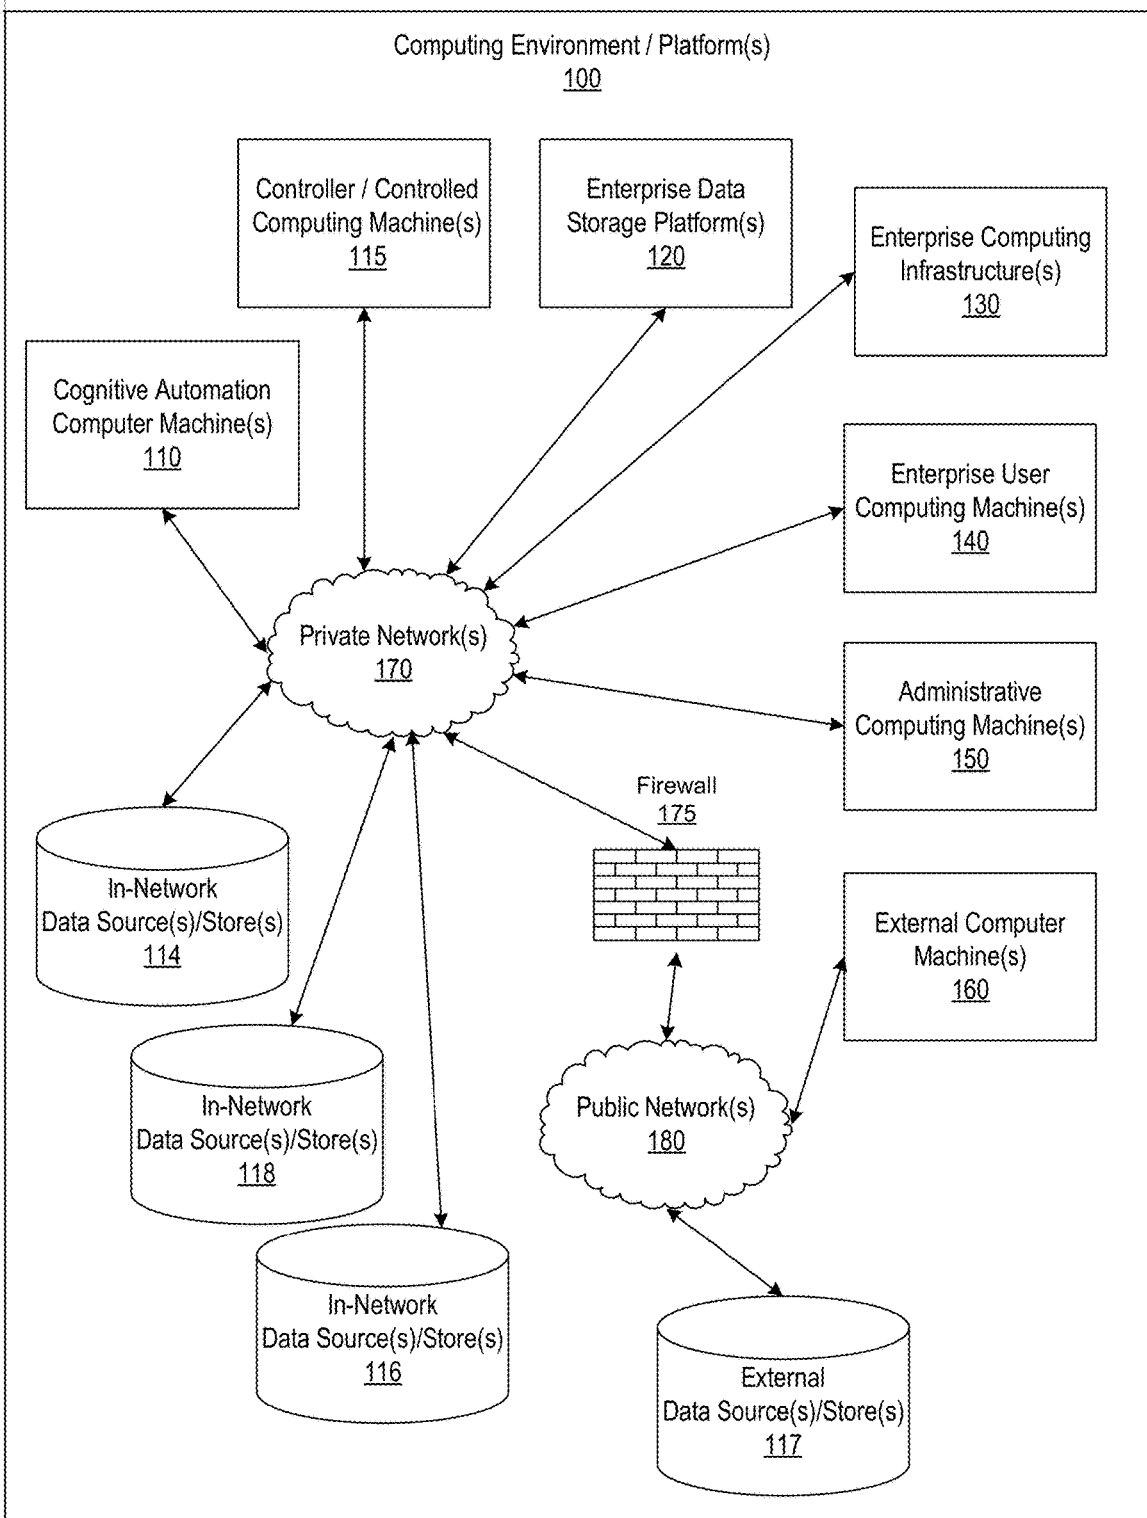 Computing Environment / Platform(s)
100
Controller / Controlled
Computing Machine(s)
115
Enterprise Data
Storage Platform(s)
120
Enterprise Computing
Infrastructure(s)
130
Cognitive Automation
Computer Machine(s)
110
Enterprise User
Computing Machine(s)
140
Private Network(s)
170
Administrative
Computing Machine(s)
150
Firewall
175
In-Network
Data Source(s)/Store(s)
114
External Computer
Machine(s)
160
In-Network
Data Source(s)/Store(s)
118
Public Network(s)
180
In-Network
Data Source(s)/Store(s)
116
External
Data Source(s)/Store(s)
117